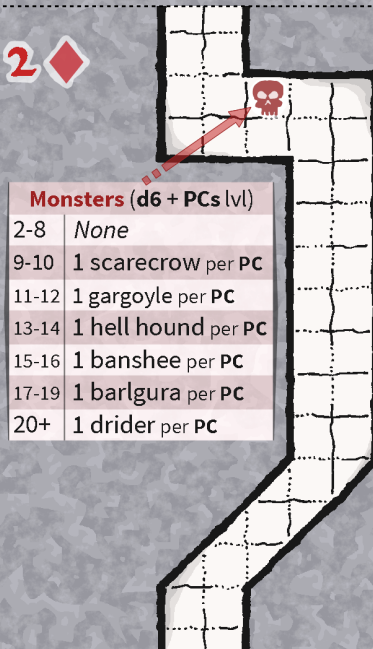 2
Monsters (d6 + PCs lvl)
2-8 None
9-10 1 scarecrow per PC
11-12 1 gargoyle per PC
13-14 1 hell hound per PC
15-16 1 banshee per PC
17-19 1 barlgura per PC
20+ 1 drider per PC